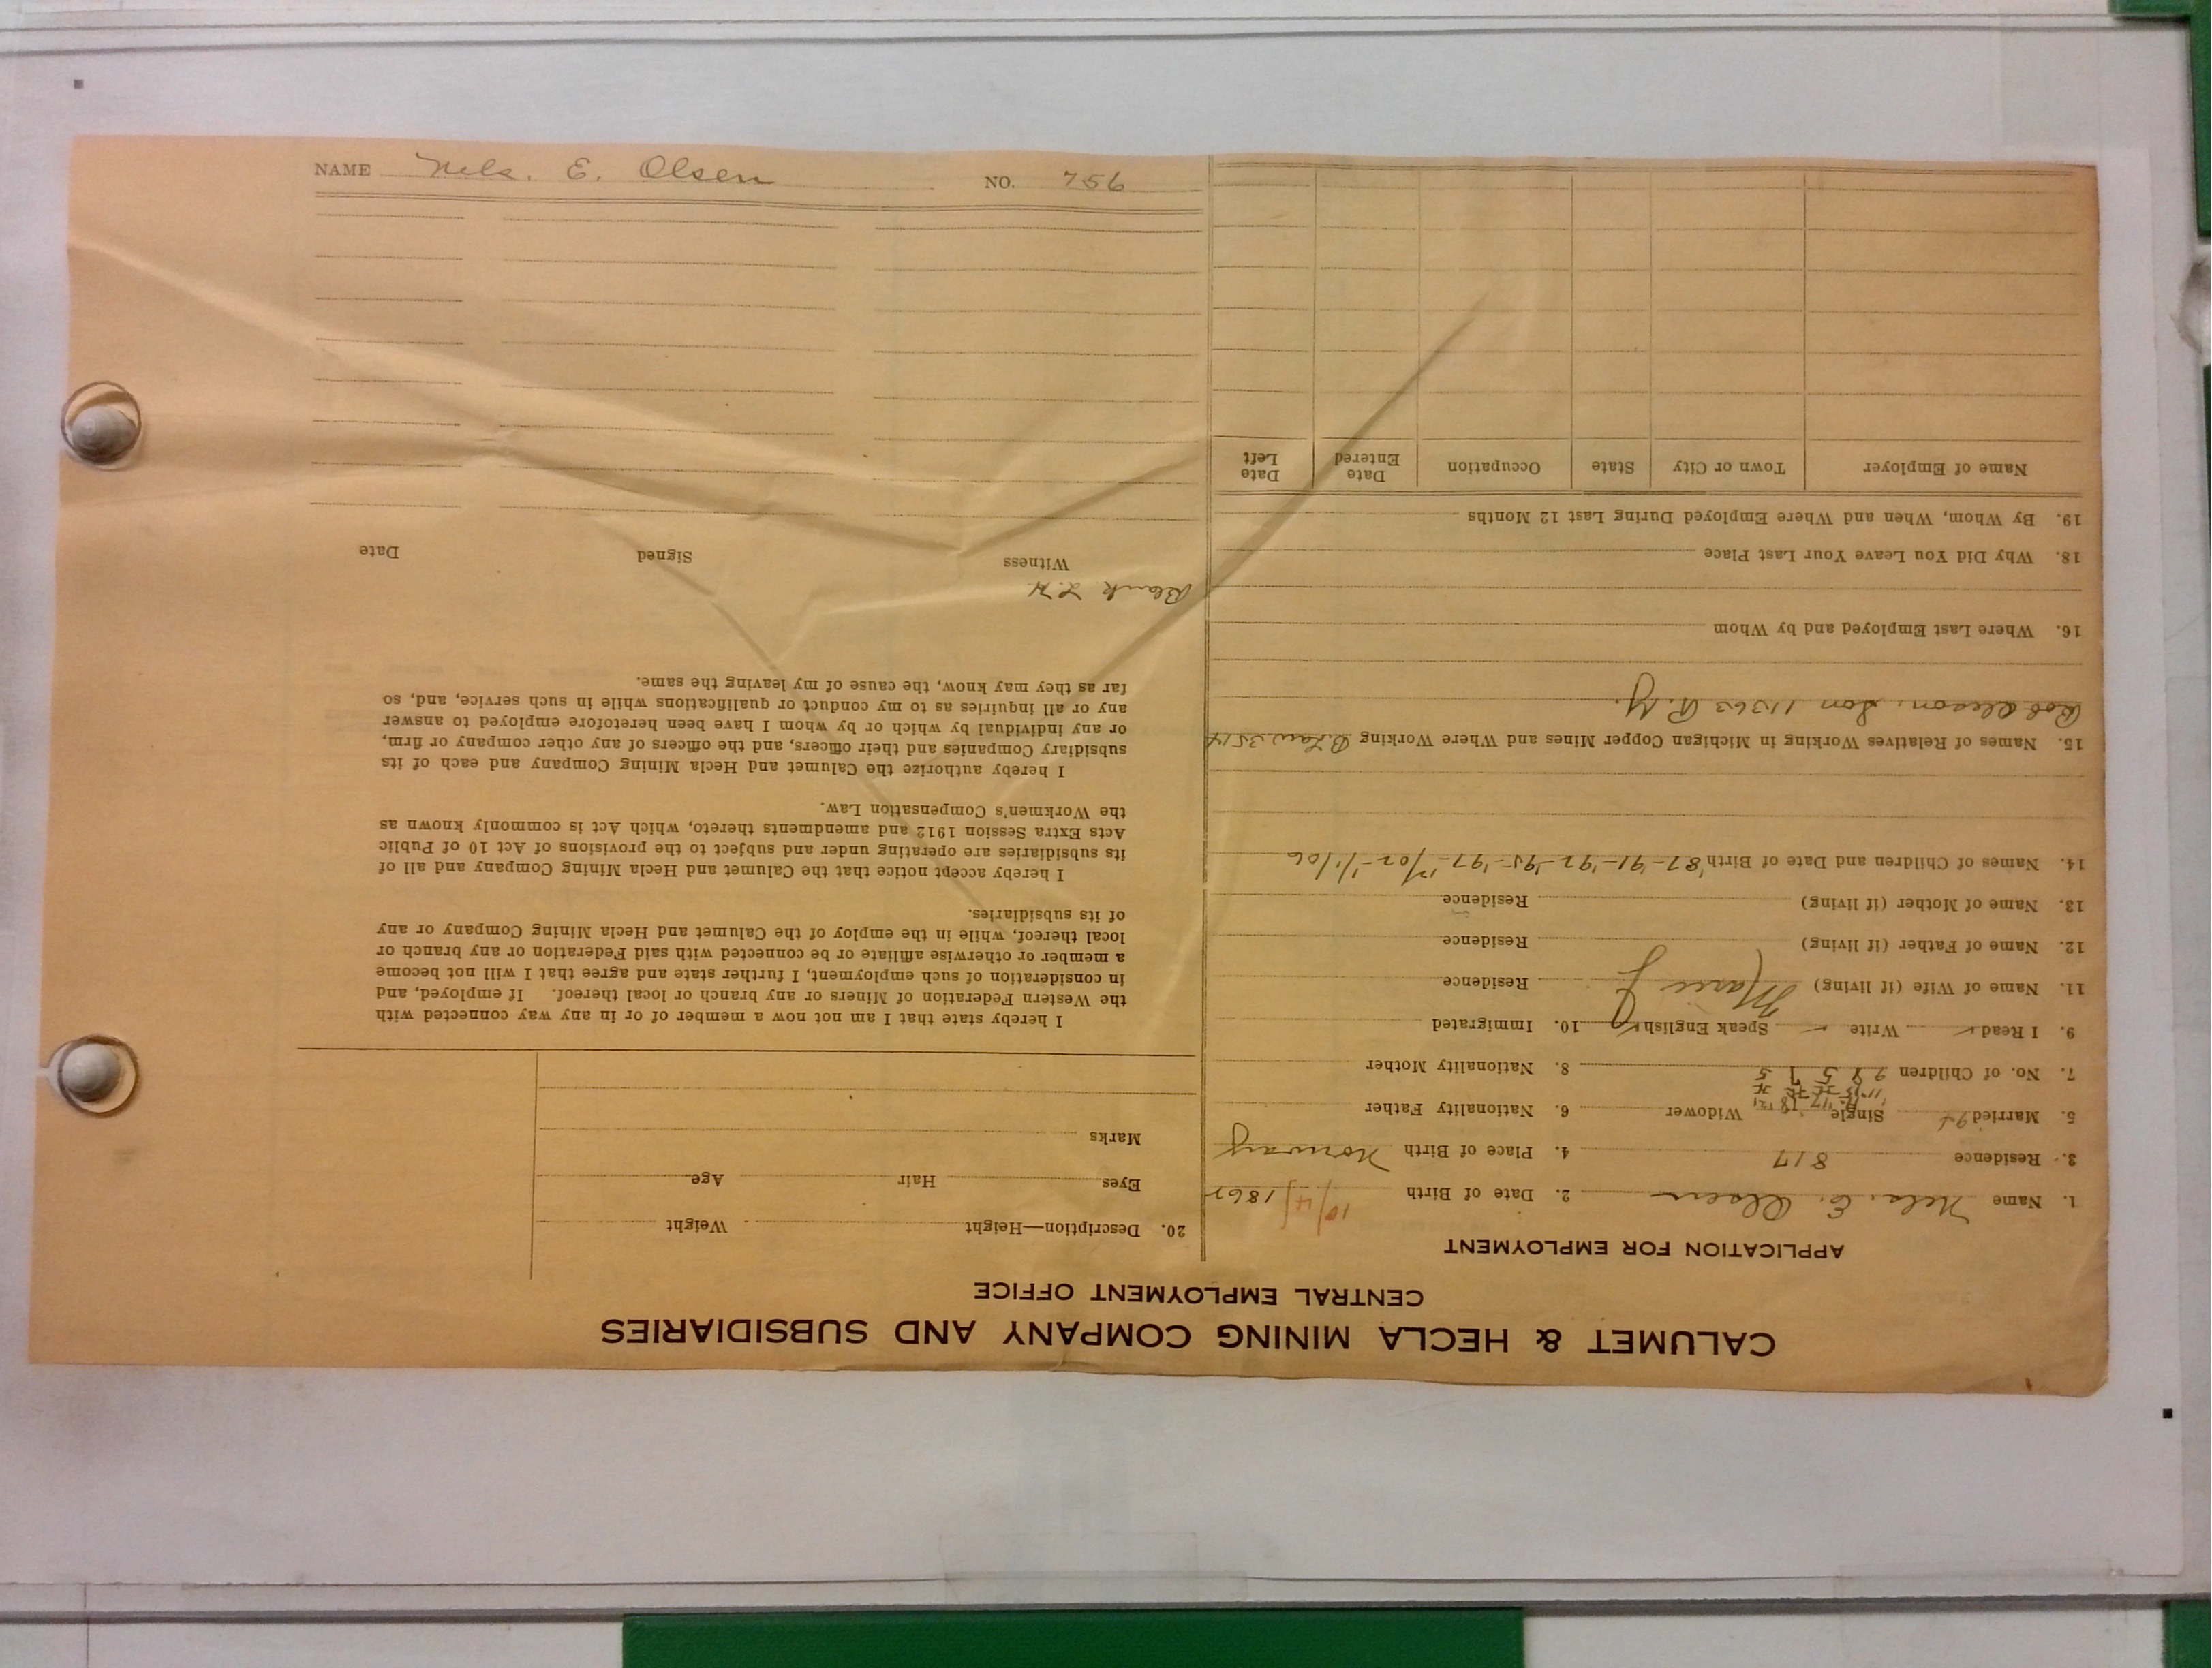 CALUMET & HECLA MINING COMPANY AND SUBSIDIARIES
CENTRAL EMPLOYMENT OFFICE
APPLICATION FOR EMPLOYMENT
1. Name Nels. E. Olsen 2. Date of Birth 10/4/1865
3. Residence 817 4. Place of Birth Norway
5. Married Single Widower 6. Nationality Father
7. No. of Children 8. Nationality Mother
9. I Read ✓ Write ✓ Speak English ✓ 10. Immigrated
11. Name of Wife (if living) Marie J Residence
12. Name of Father (if living) Residence
13. Name of Mother (if living) Residence
14. Names of Children and Date of Birth '87-'91-'92-'95-'97-
15. Names of Relatives Working in Michigan Copper Mines and Where Working
Son 11363 R.y.
16. Where Last Employed and by Whom
18. Why Did You Leave Your Last Place
19. By Whom, When and Where Employed During Last 12 Months
Name of Employer Town or City State Occupation Date Entered Date Left
20. Description—Height Weight
Eyes Hair Age
Marks
I hereby state that I am not now a member of or in any way connected with
the Western Federation of Miners or any branch or local thereof. If employed, and
in consideration of such employment, I further state and agree that I will not become
a member or otherwise affiliate or be connected with said Federation or any branch or
local thereof, while in the employ of the Calumet and Hecla Mining Company or any
of its subsidiaries.
I hereby accept notice that the Calumet and Hecla Mining Company and all of
its subsidiaries are operating under and subject to the provisions of Act 10 of Public
Acts Extra Session 1912 and amendments thereto, which Act is commonly known as
the Workmen's Compensation Law.
I hereby authorize the Calumet and Hecla Mining Company and each of its
subsidiary Companies and their officers, and the officers of any other company or firm,
or any individual by which or by whom I have been heretofore employed to answer
any or all inquiries as to my conduct or qualifications while in such service, and, so
far as they may know, the cause of my leaving the same.
Blank
Witness Signed Date
NAME Nels. E. Olsen NO. 756